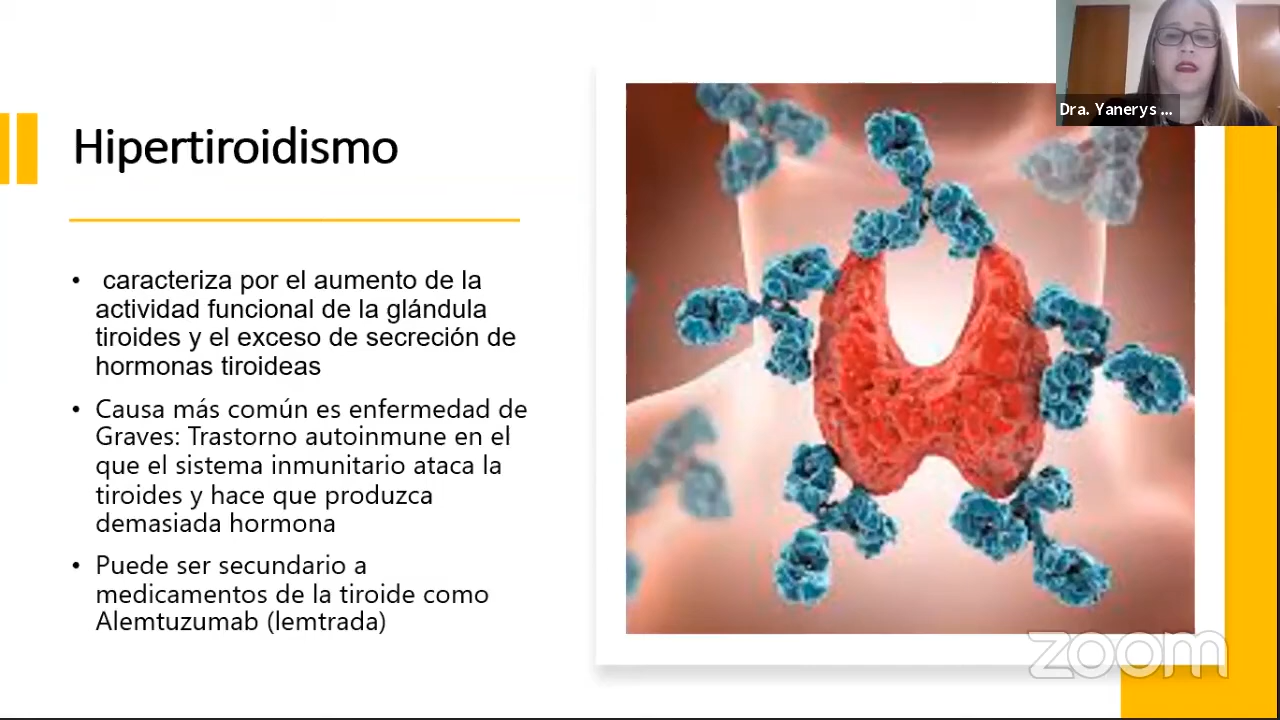 Dra. Yanerys ...
Hipertiroidismo
• caracteriza por el aumento de la
actividad funcional de la glándula
tiroides y el exceso de secreción de
hormonas tiroideas
• Causa más común es enfermedad de
Graves: Trastorno autoinmune en el
que el sistema inmunitario ataca la
tiroides y hace que produzca
demasiada hormona
• Puede ser secundario a
medicamentos de la tiroide como
Alemtuzumab (lemtrada)
zoom